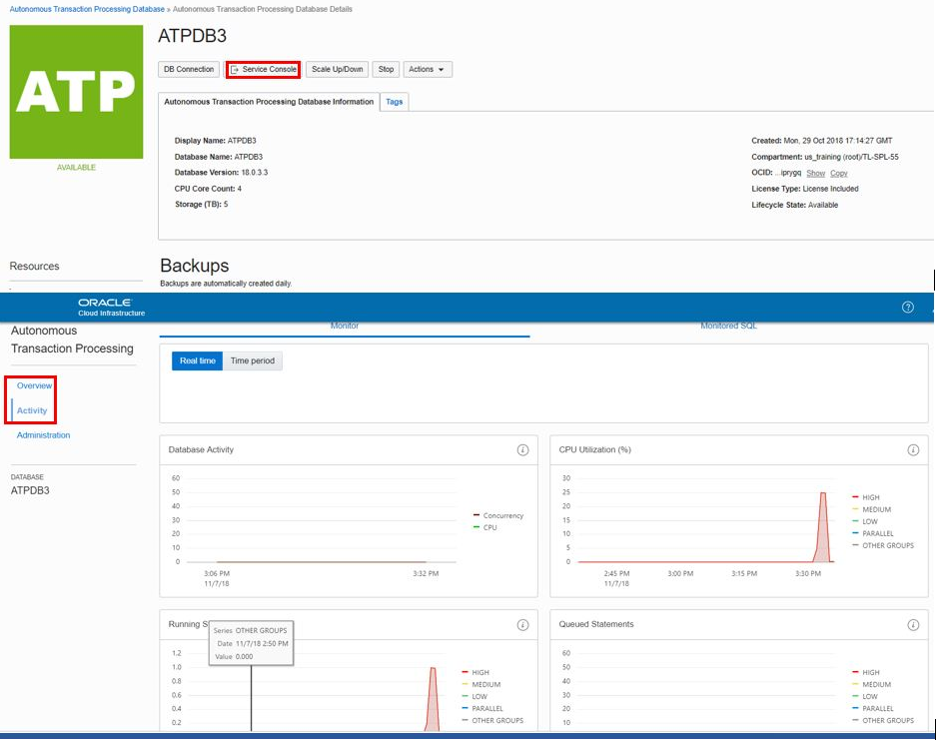 Autonomous Transaction Processing Database » Autonomous Transaction Processing Database Details
ATP
AVAILABLE
ATPDB3
DB Connection
Service Console
Scale Up/Down
Stop
Actions
Autonomous Transaction Processing Database Information
Tags
Display Name: ATPDB3
Database Name: ATPDB3
Database Version: 18.0.3.3
CPU Core Count: 4
Storage (TB): 5
Created: Mon, 29 Oct 2018 17:14:27 GMT
Compartment: us_training (root)/TL-SPL-55
OCID: ...iprygq Show Copy
License Type: License Included
Lifecycle State: Available
Resources
Backups
Backups are automatically created daily.
ORACLE
Cloud Infrastructure
Autonomous
Transaction Processing
Overview
Activity
Administration
DATABASE
ATPDB3
Monitor
Monitored SQL
Real time
Time period
Database Activity
60
50
40
30
20
10
0
3:06 PM
11/7/18
3:32 PM
Concurrency
CPU
CPU Utilization (%)
30
25
20
15
10
5
0
2:45 PM
11/7/18
3:00 PM
3:15 PM
3:30 PM
HIGH
MEDIUM
LOW
PARALLEL
OTHER GROUPS
Running S
Series OTHER GROUPS
Date 11/7/18 2:50 PM
Value 0.000
1.2
1.0
0.8
0.6
0.4
0.2
HIGH
MEDIUM
LOW
PARALLEL
OTHER GROUPS
Queued Statements
60
50
40
30
20
10
HIGH
MEDIUM
LOW
PARALLEL
OTHER GROUPS